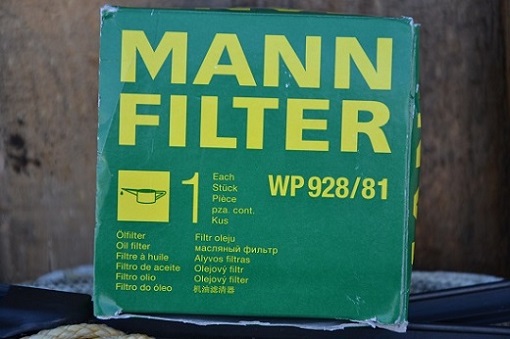 MANN
FILTER
1
Each
Stück
Pièce
pza. cont.
Kus
WP 928/81
Ölfilter
Oil filter
Filtre à huile
Filtro de aceite
Filtro olio
Filtro do óleo
Filtr oleju
масляный фильтр
Alyvos filtras
Olejový filtr
Olejový filter
机油滤清器